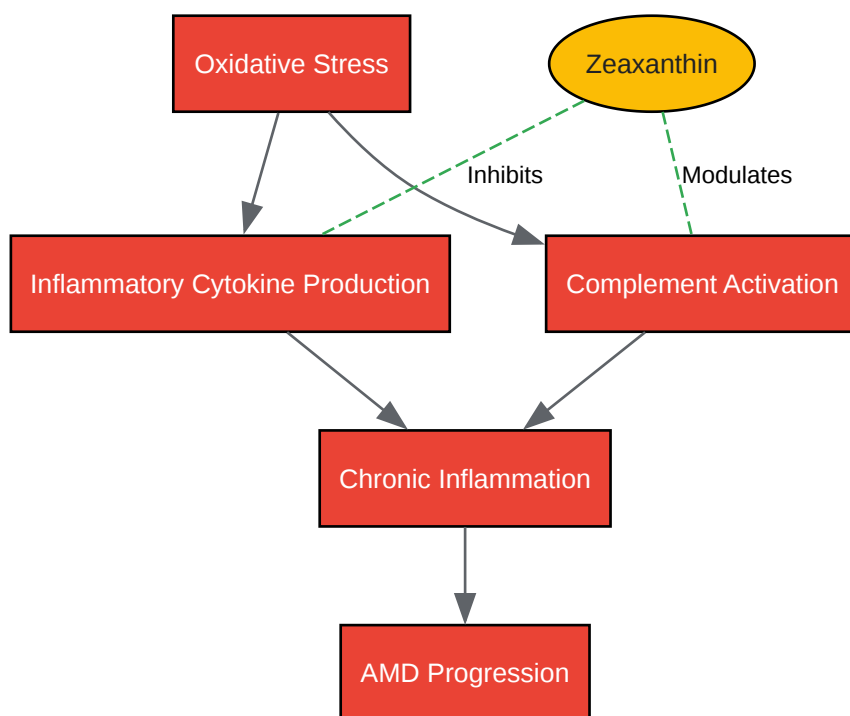 Oxidative Stress
Zeaxanthin
Inhibits
Modulates
Inflammatory Cytokine Production
Complement Activation
Chronic Inflammation
AMD Progression